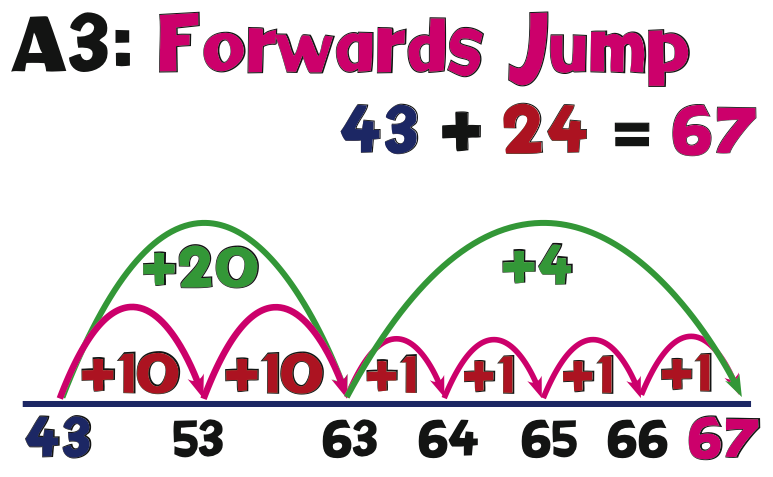 A3: Forwards Jump
43 + 24 = 67
+20 +4
+10 +10 +1 +1 +1 +1
43 53 63 64 65 66 67